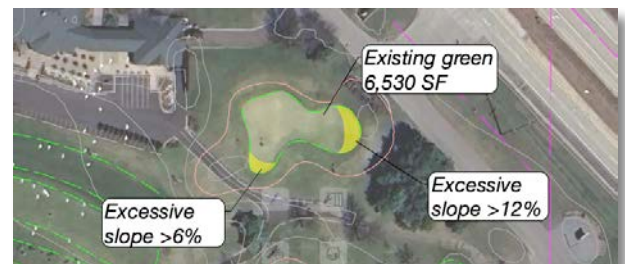 Existing green
6,530 SF
Excessive
slope >12%
Excessive
slope >6%